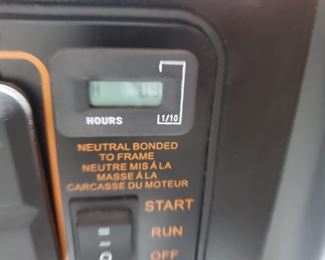 HOURS
1/10
NEUTRAL BONDED
TO FRAME
NEUTRE MIS À LA
MASSE À LA
CARCASSE DU MOTEUR
START
RUN
OFF